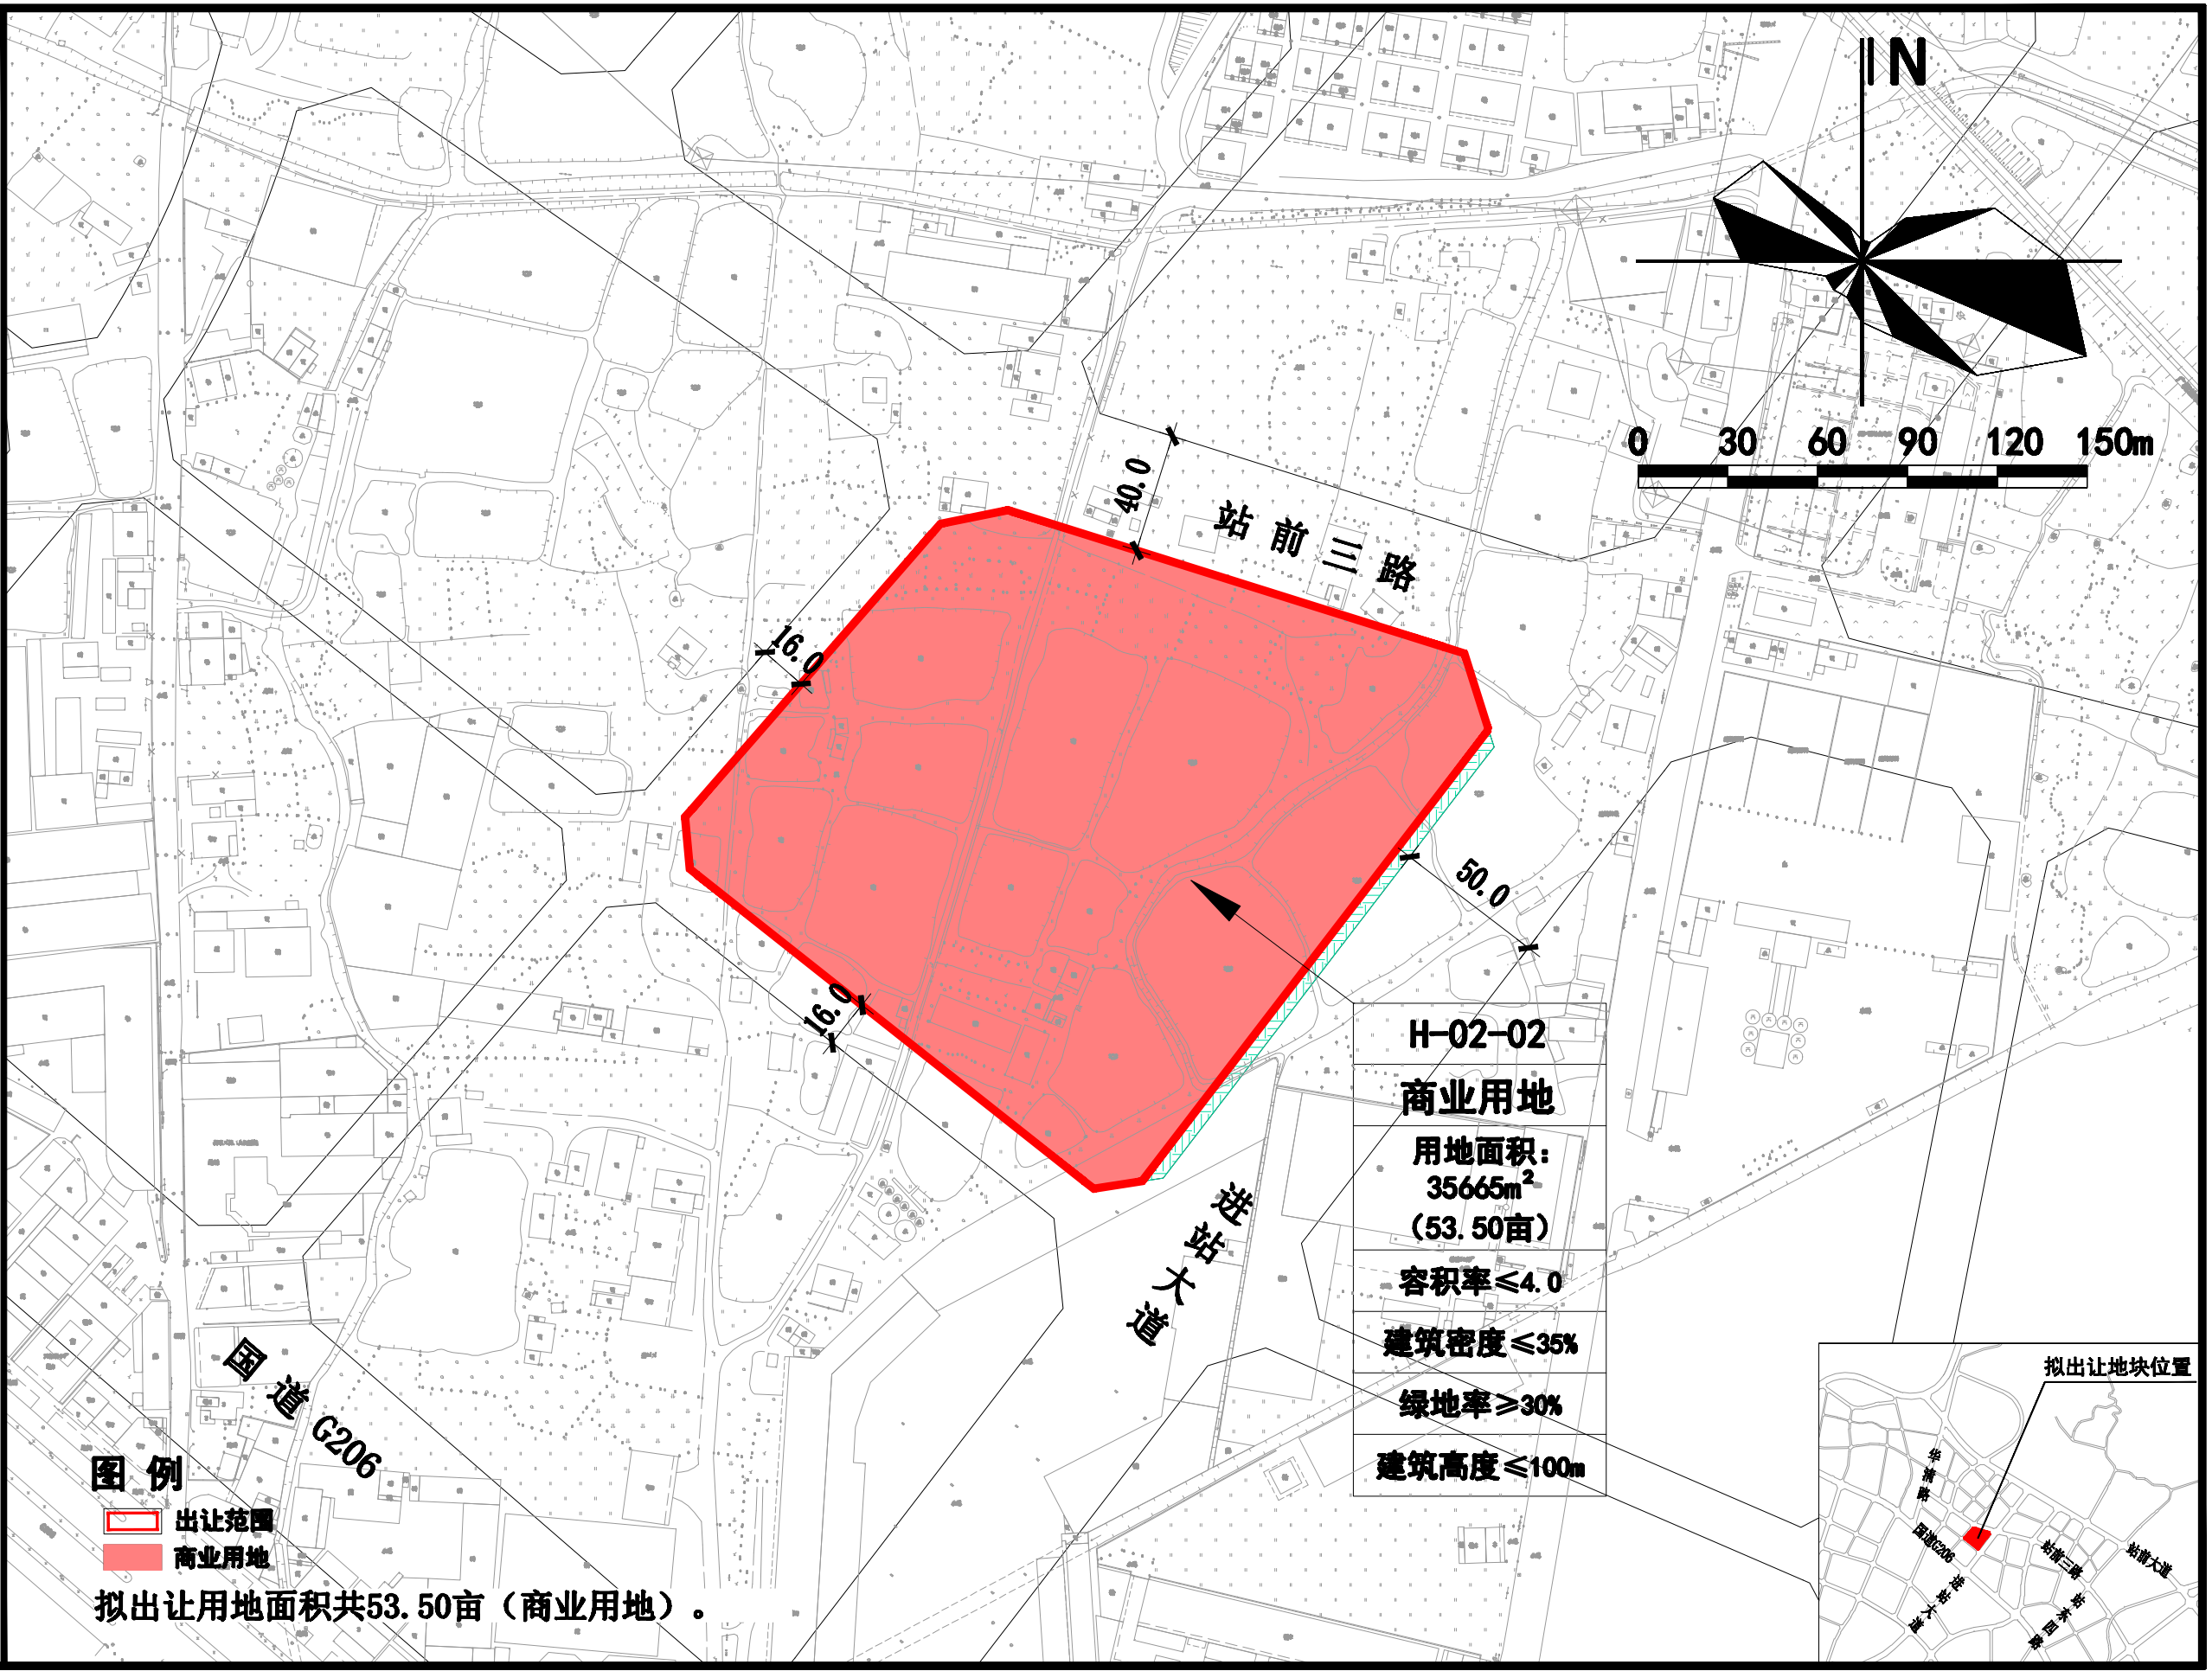 N
0 30 60 90 120 150m
40.0
站前三路
16.0
50.0
16.0
H-02-02
商业用地
用地面积:
35665m²
(53.50亩)
容积率≤4.0
建筑密度≤35%
绿地率≥30%
建筑高度≤100m
进站大道
国道G206
图 例
出让范围
商业用地
拟出让用地面积共53.50亩（商业用地）。
拟出让地块位置
华清路
国道G206
站前三路
站前大道
进站大道
站东四路